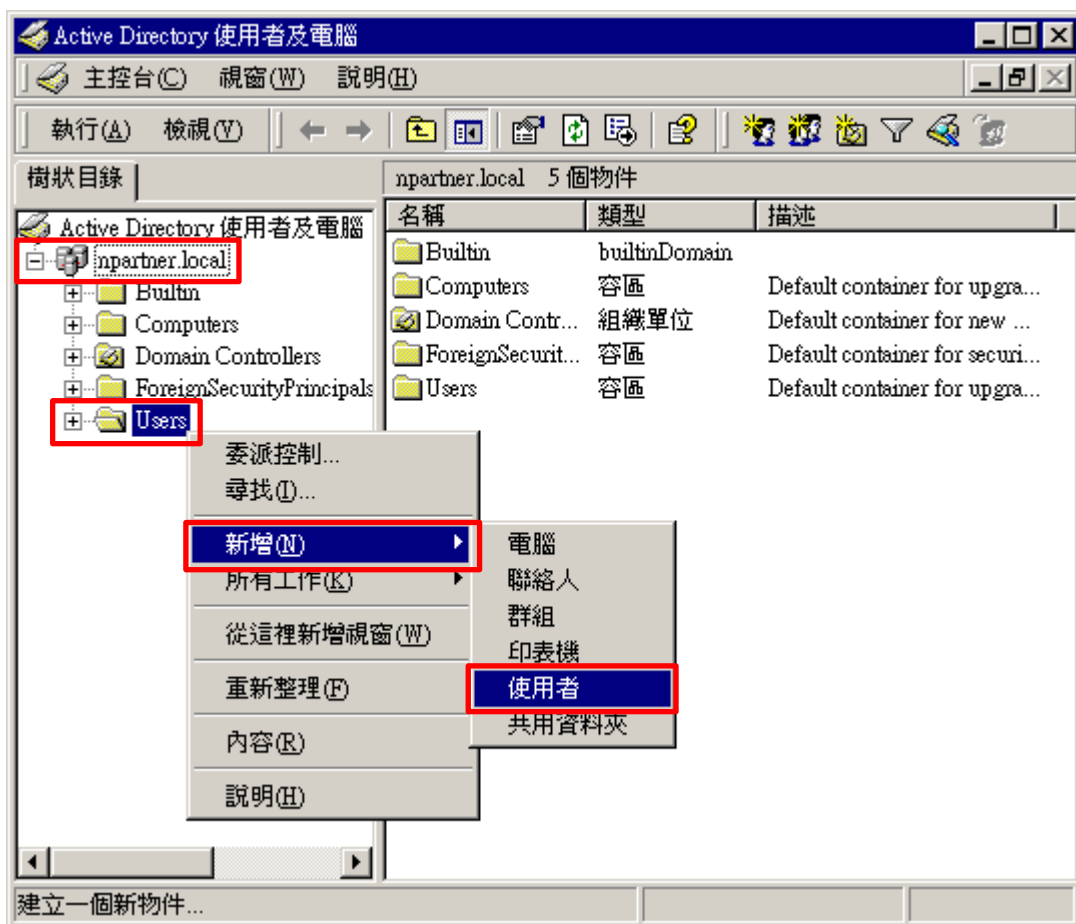 Active Directory 使用者及電腦
主控台(C) 視窗(W) 說明(H)
執行(A) 檢視(V)
樹狀目錄
npartner.local 5 個物件
Active Directory 使用者及電腦
npartner.local
Builtin
Computers
Domain Controllers
ForeignSecurityPrincipals
Users
名稱 類型 描述
Builtin builtinDomain
Computers 容區 Default container for upgra...
Domain Contr... 組織單位 Default container for new ...
ForeignSecurit... 容區 Default container for securi...
Users 容區 Default container for upgra...
委派控制...
尋找(I)...
新增(N)
所有工作(K)
從這裡新增視窗(W)
重新整理(F)
內容(R)
說明(H)
電腦
聯絡人
群組
印表機
使用者
共用資料夾
建立一個新物件...